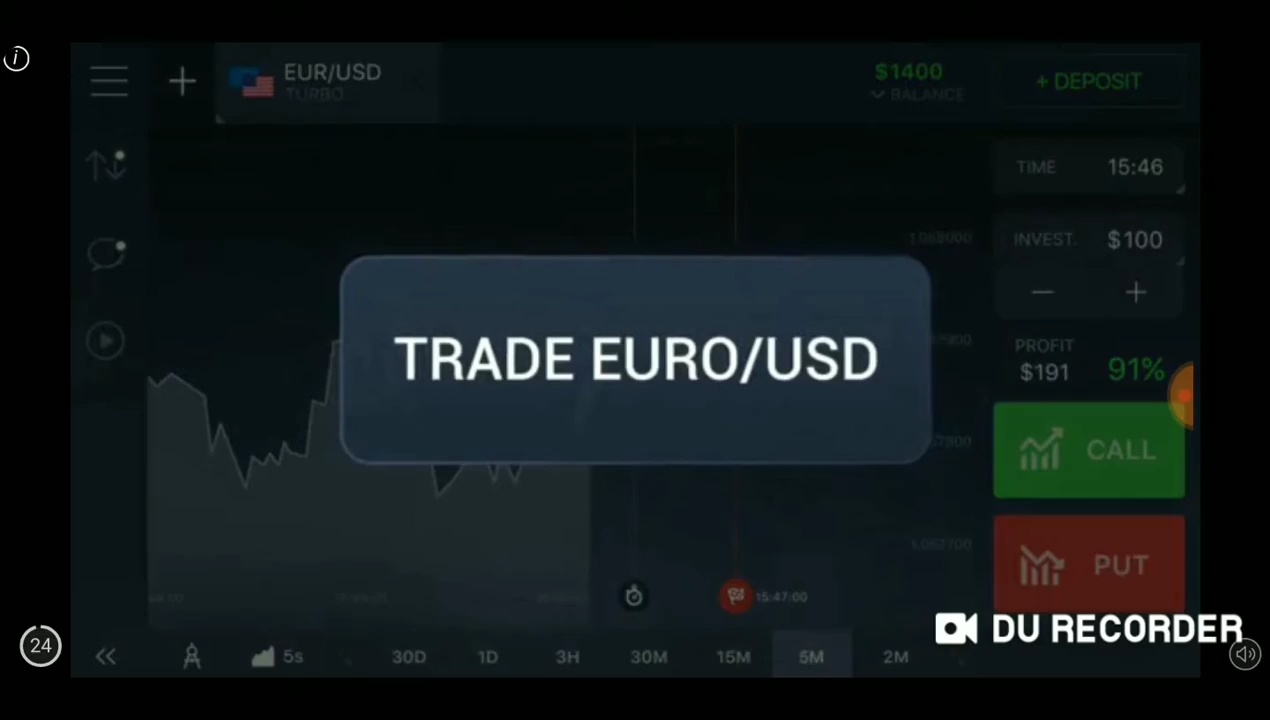 i
EUR/USD
TURBO
$1400
BALANCE
+ DEPOSIT
TIME 15:46
INVEST. $100
TRADE EURO/USD
PROFIT
$191 91%
CALL
PUT
15:47:00
DU RECORDER
24
5s 30D 1D 3H 30M 15M 5M 2M